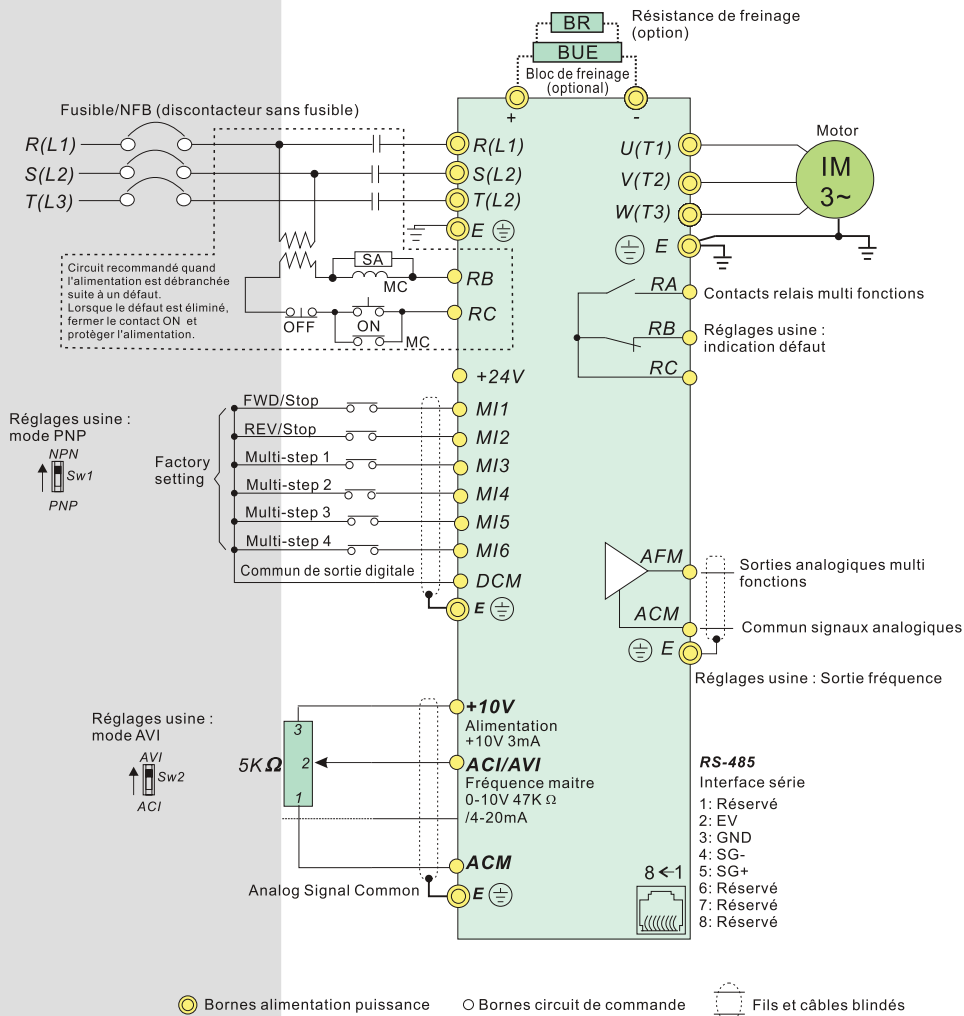 BR
Résistance de freinage
(option)
BUE
Bloc de freinage
(optional)
+
-
Fusible/NFB (discontacteur sans fusible)
R(L1)
S(L2)
T(L3)
R(L1)
S(L2)
T(L2)
E
U(T1)
V(T2)
W(T3)
E
Motor
IM
3~
Circuit recommandé quand
l'alimentation est débranchée
suite à un défaut.
Lorsque le défaut est éliminé,
fermer le contact ON et
protèger l'alimentation.
SA
MC
RB
OFF
ON
MC
RC
RA
Contacts relais multi fonctions
RB
Réglages usine :
indication défaut
RC
+24V
Réglages usine :
mode PNP
NPN
Sw1
PNP
Factory
setting
FWD/Stop
MI1
REV/Stop
MI2
Multi-step 1
MI3
Multi-step 2
MI4
Multi-step 3
MI5
Multi-step 4
MI6
Commun de sortie digitale
DCM
E
AFM
Sorties analogiques multi
fonctions
ACM
Commun signaux analogiques
E
Réglages usine : Sortie fréquence
Réglages usine :
mode AVI
AVI
Sw2
ACI
5KΩ
3
2
1
+10V
Alimentation
+10V 3mA
ACI/AVI
Fréquence maitre
0-10V 47K Ω
/4-20mA
ACM
Analog Signal Common
E
RS-485
Interface série
1: Réservé
2: EV
3: GND
4: SG-
5: SG+
6: Réservé
7: Réservé
8: Réservé
8←1
Bornes alimentation puissance
Bornes circuit de commande
Fils et câbles blindés